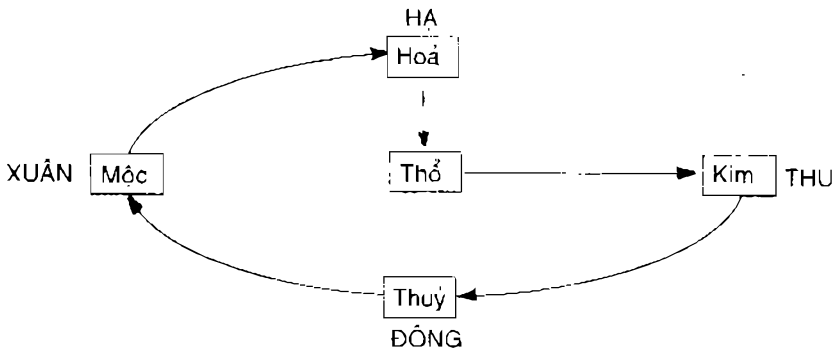 HẠ
Hoả
XUÂN Mộc Thổ Kim THU
Thuỷ
ĐÔNG